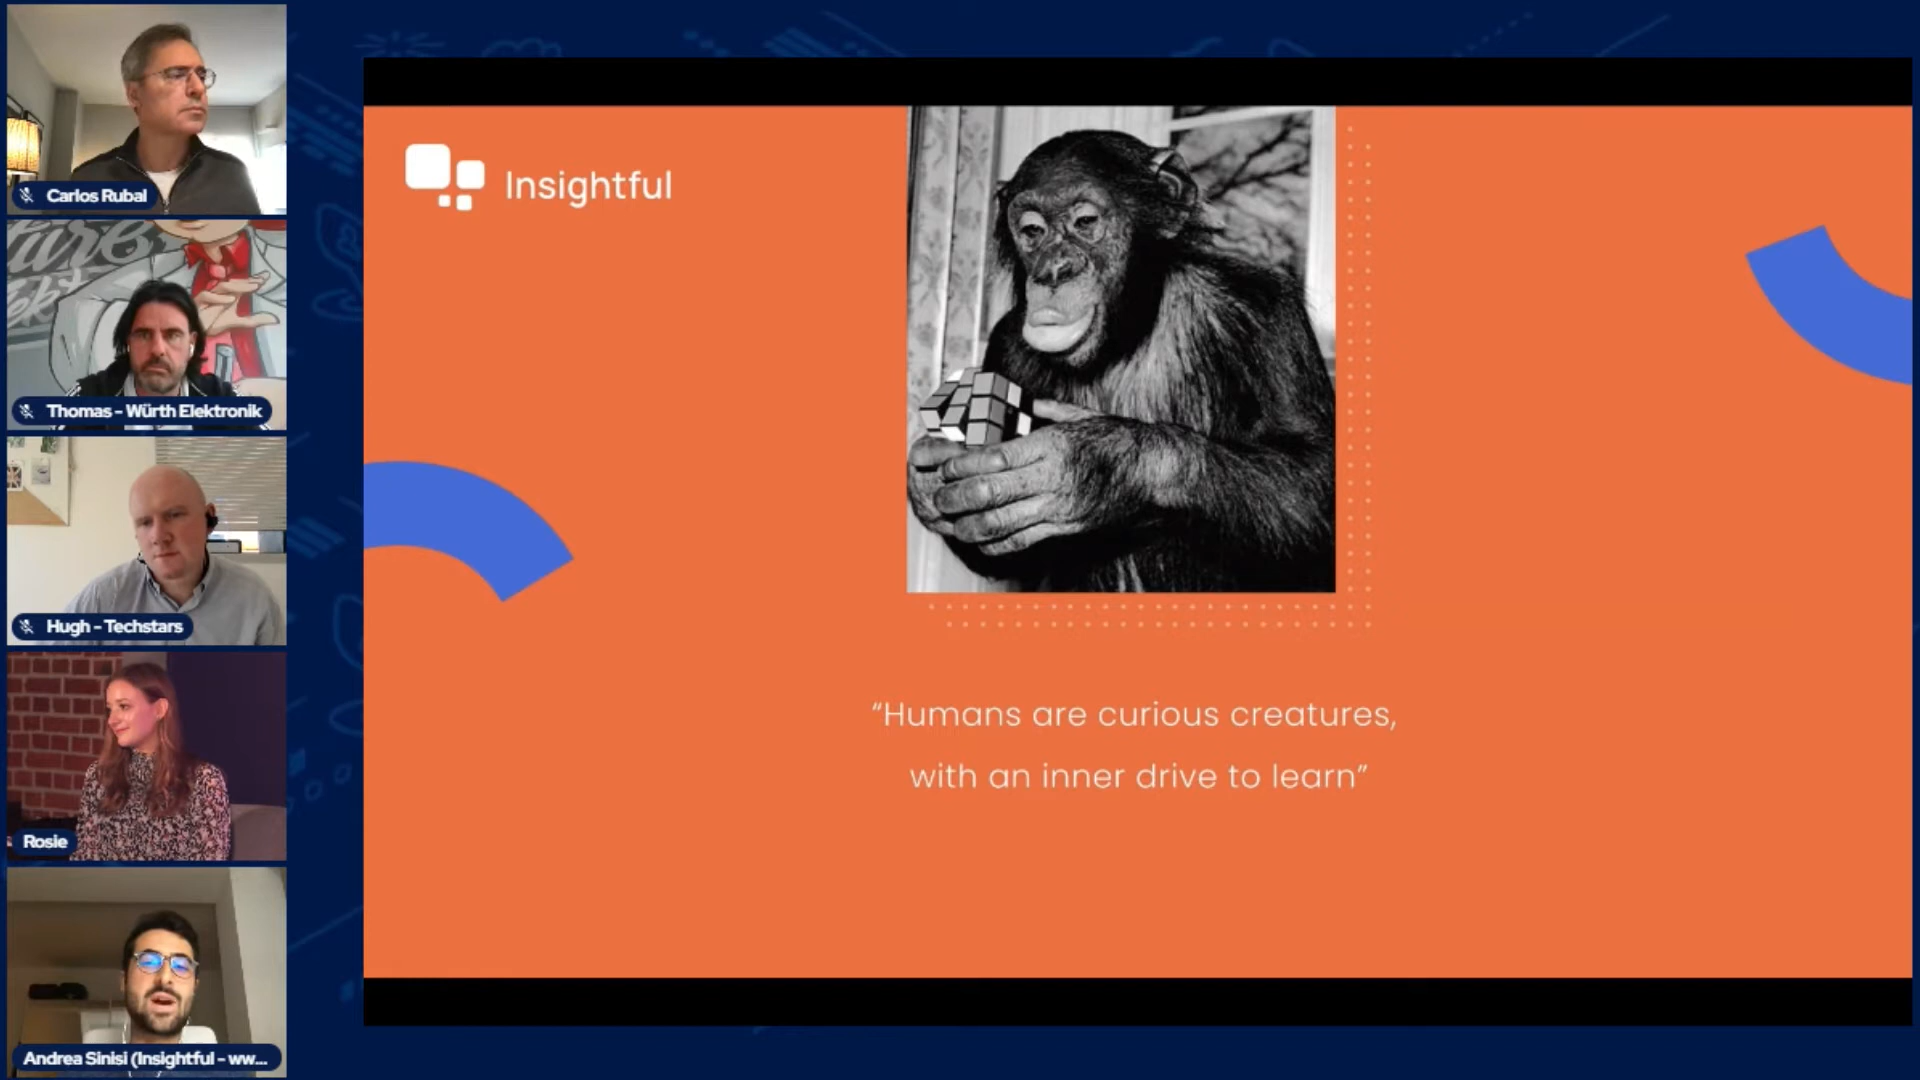 Carlos Rubal
Thomas - Würth Elektronik
Hugh - Techstars
Rosie
Andrea Sinisi (Insightful - ww...
Insightful
“Humans are curious creatures,
with an inner drive to learn”